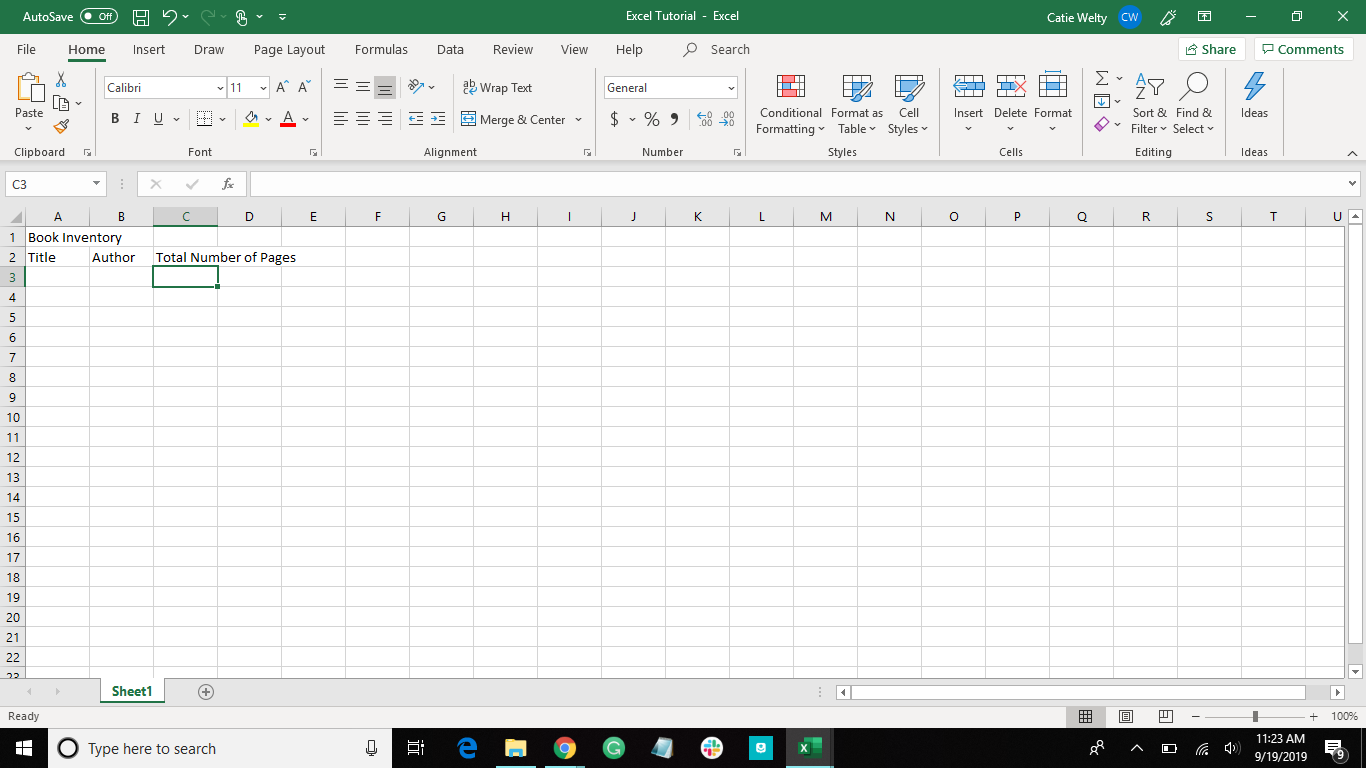 AutoSave Off Excel Tutorial - Excel Catie Welty CW
File Home Insert Draw Page Layout Formulas Data Review View Help Search Share Comments
Paste Calibri 11 A A Wrap Text General Conditional Formatting Format as Table Cell Styles Insert Delete Format Sort & Filter Find & Select Ideas
B I U A Merge & Center $ % .00 .00
Clipboard Font Alignment Number Styles Cells Editing Ideas
C3 fx
A B C D E F G H I J K L M N O P Q R S T U
1 Book Inventory
2 Title Author Total Number of Pages
3
4
5
6
7
8
9
10
11
12
13
14
15
16
17
18
19
20
21
22
23
Sheet1
Ready 100%
Type here to search 11:23 AM
9/19/2019 9